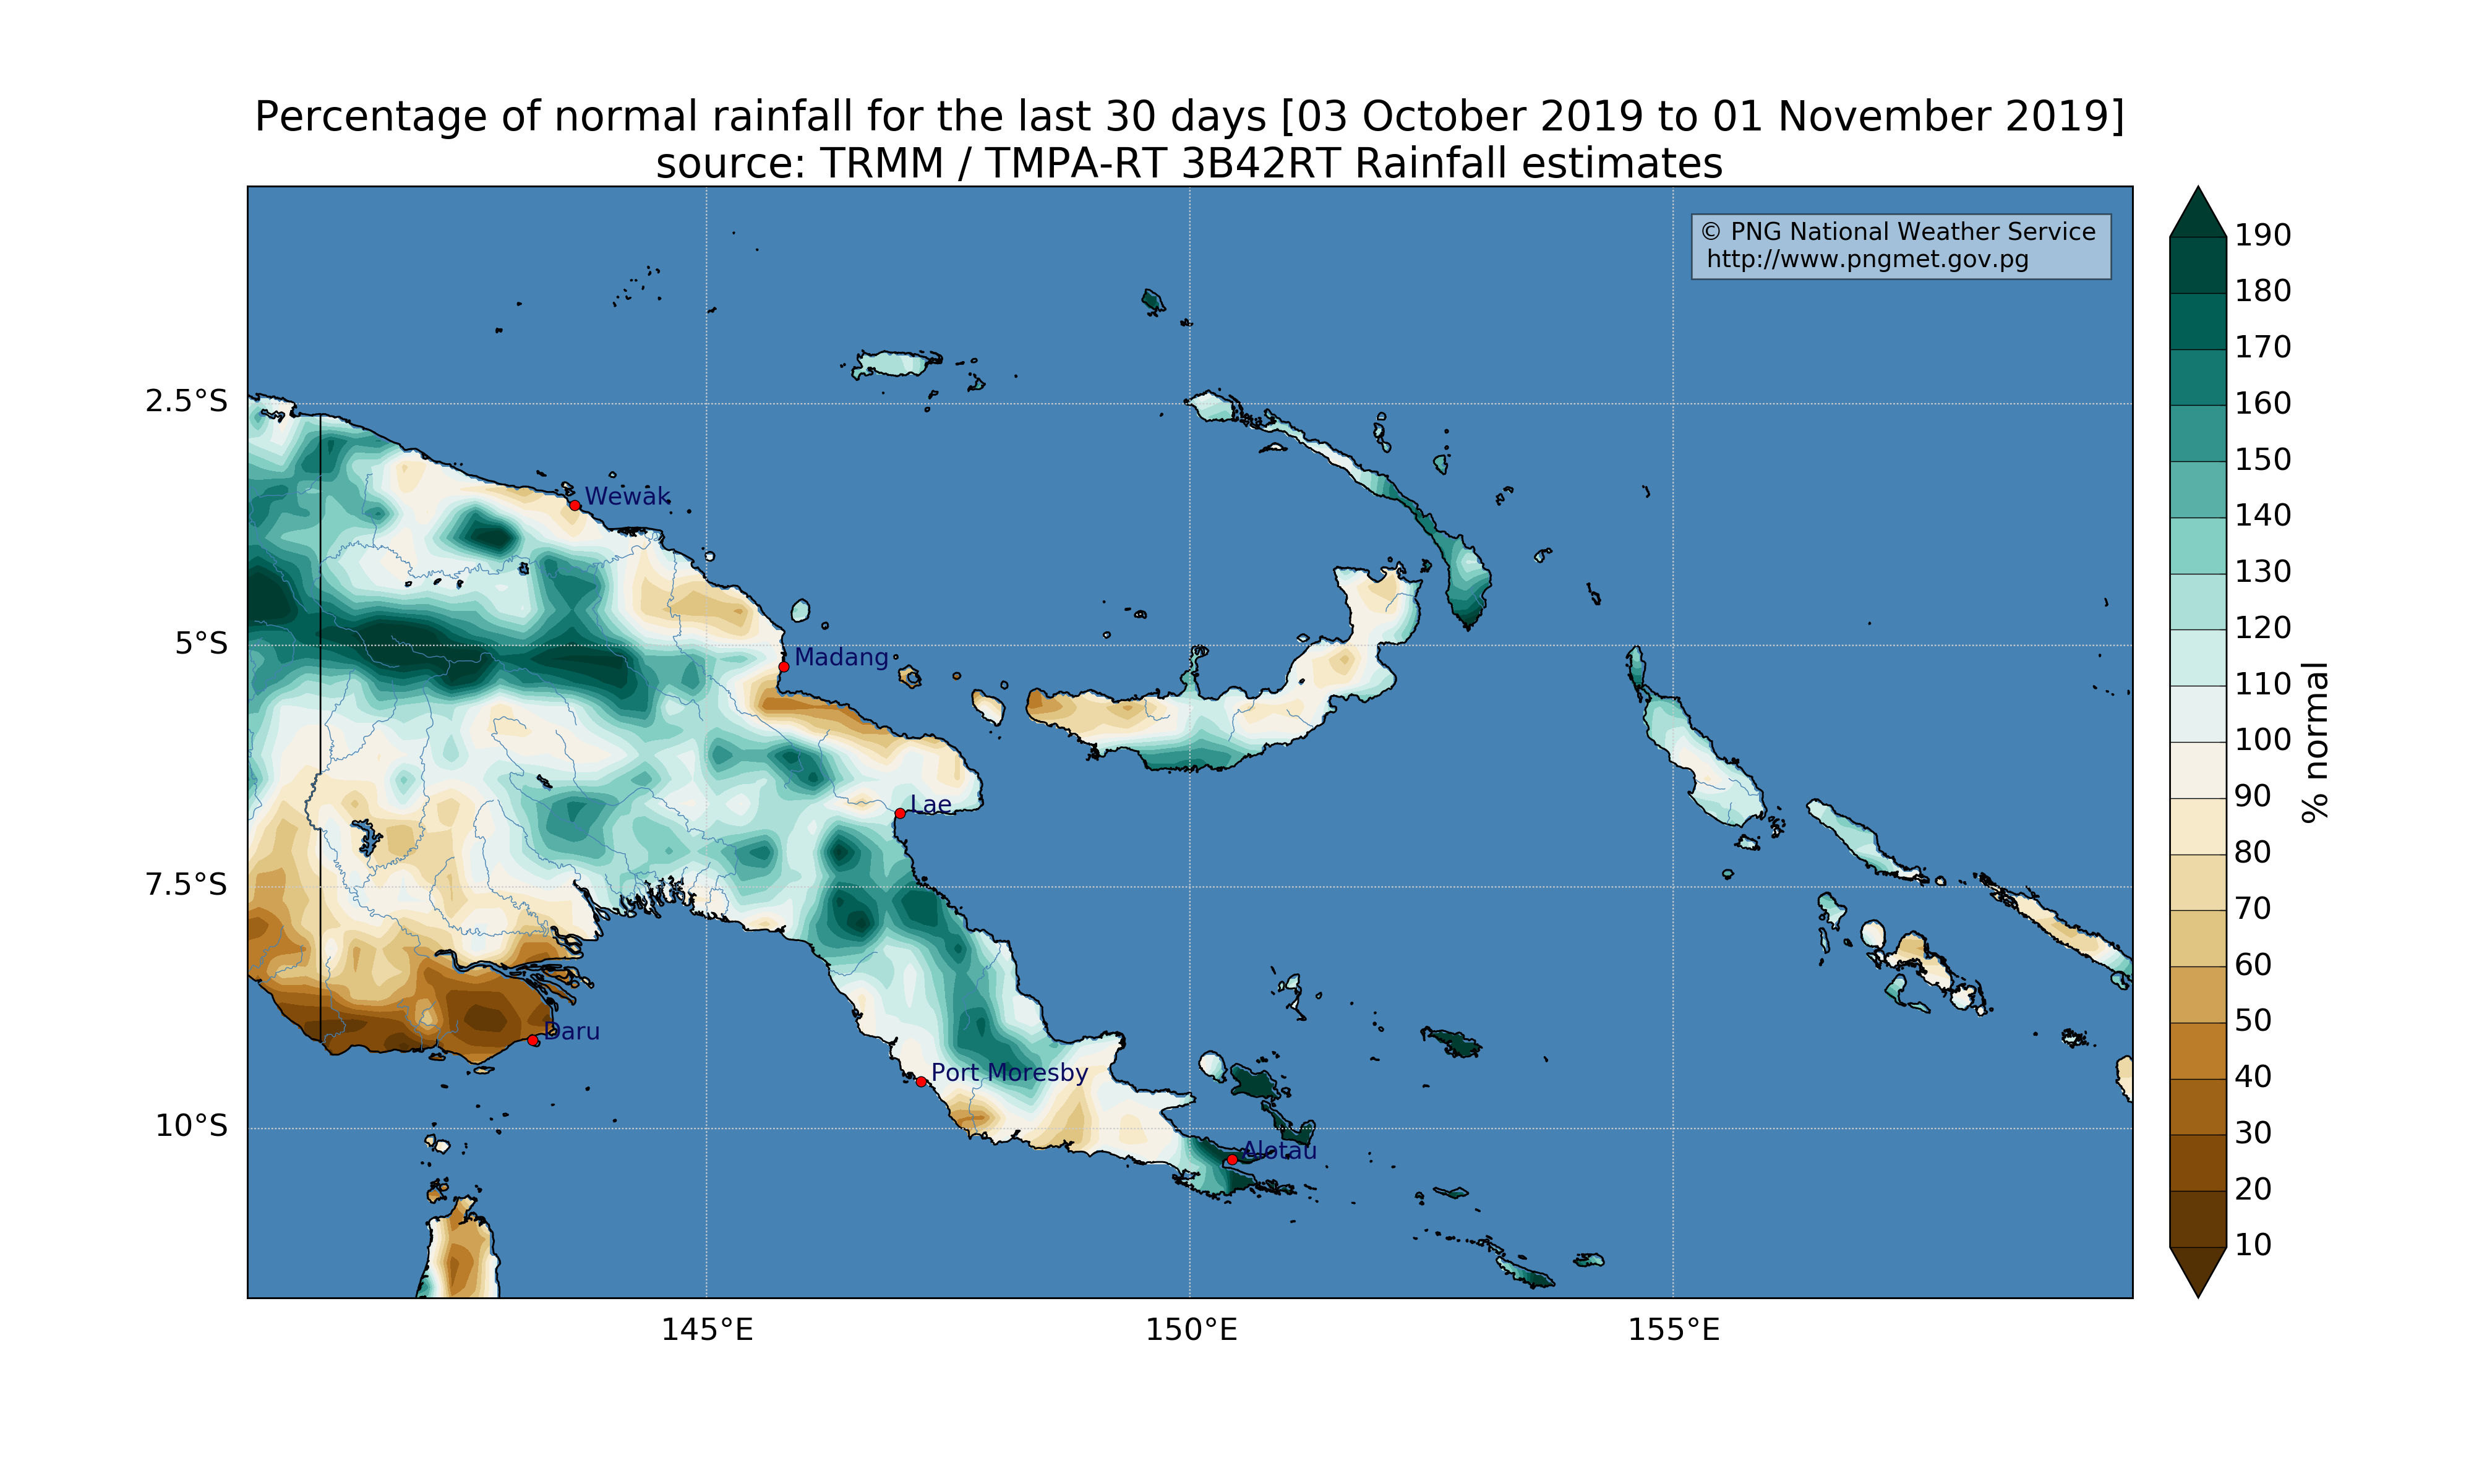 Percentage of normal rainfall for the last 30 days [03 October 2019 to 01 November 2019]
source: TRMM / TMPA-RT 3B42RT Rainfall estimates
© PNG National Weather Service
http://www.pngmet.gov.pg
190
180
170
160
150
140
130
120
110
100
90
80
70
60
50
40
30
20
10
% normal
2.5°S
5°S
7.5°S
10°S
Wewak
Madang
Lae
Daru
Port Moresby
Alotau
145°E
150°E
155°E